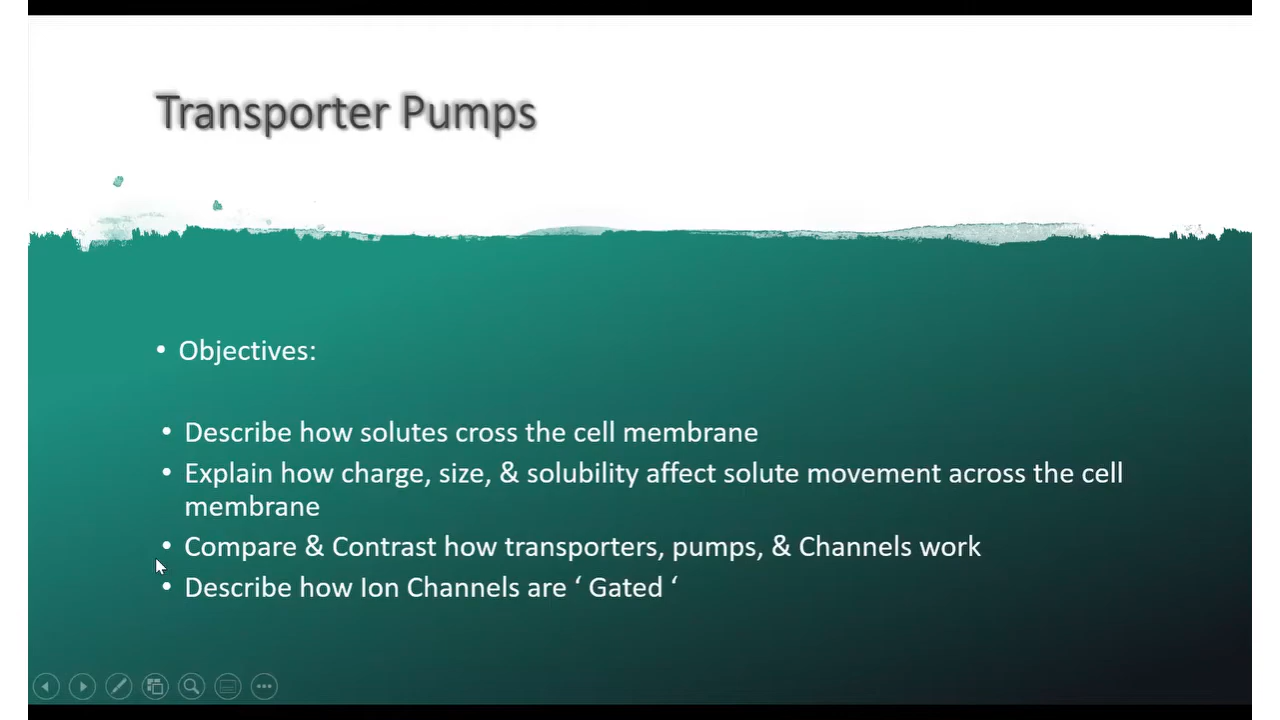 Transporter Pumps
• Objectives:
• Describe how solutes cross the cell membrane
• Explain how charge, size, & solubility affect solute movement across the cell
membrane
• Compare & Contrast how transporters, pumps, & Channels work
• Describe how Ion Channels are ‘ Gated ‘